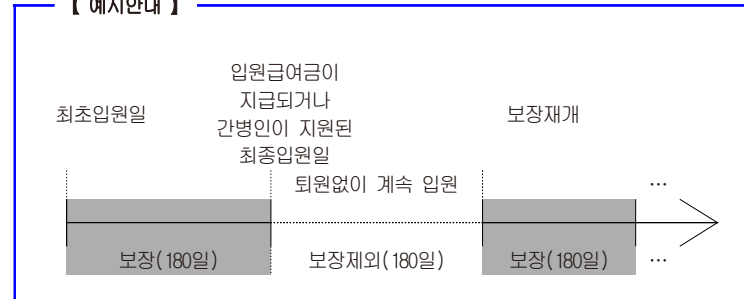 【 예시안내 】
입원급여금이
지급되거나
최초입원일 간병인이 지원된 보장재개
최종입원일
퇴원없이 계속 입원 …
보장(180일) 보장제외(180일) 보장(180일) …